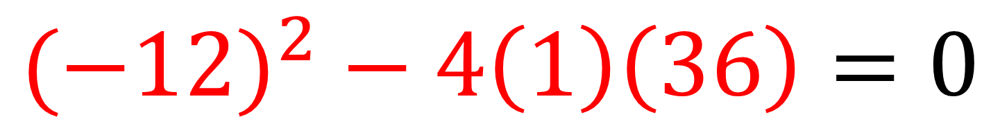 (−12)² − 4(1)(36) = 0